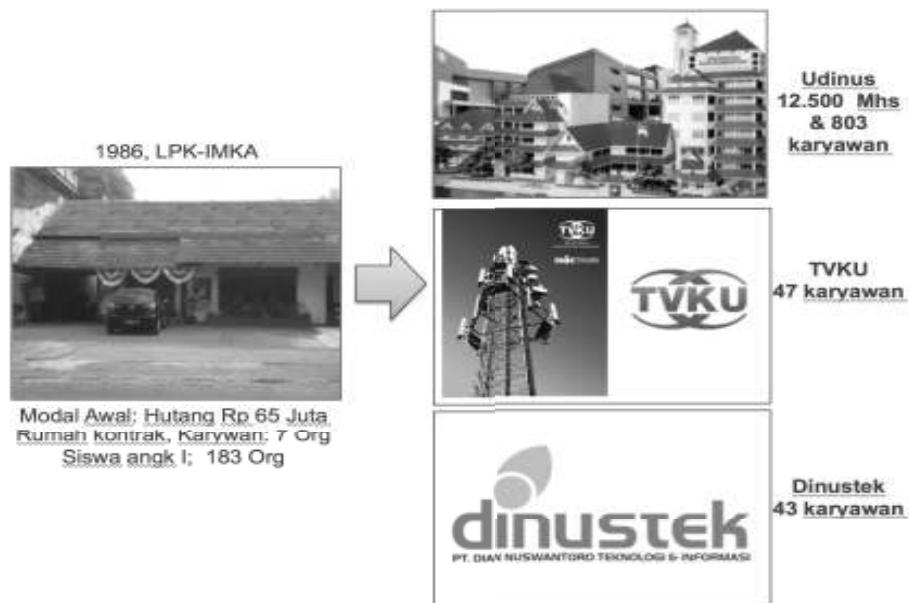 1986, LPK-IMKA
Modal Awal: Hutang Rp 65 Juta
Rumah kontrak, Karywan: 7 Org
Siswa angk I; 183 Org
Udinus
12.500 Mhs
& 803
karyawan
TVKU
TVKU
TVKU
47 karyawan
dinustek
PT. DIAN NUSWANTORO TEKNOLOGI & INFORMASI
Dinustek
43 karyawan